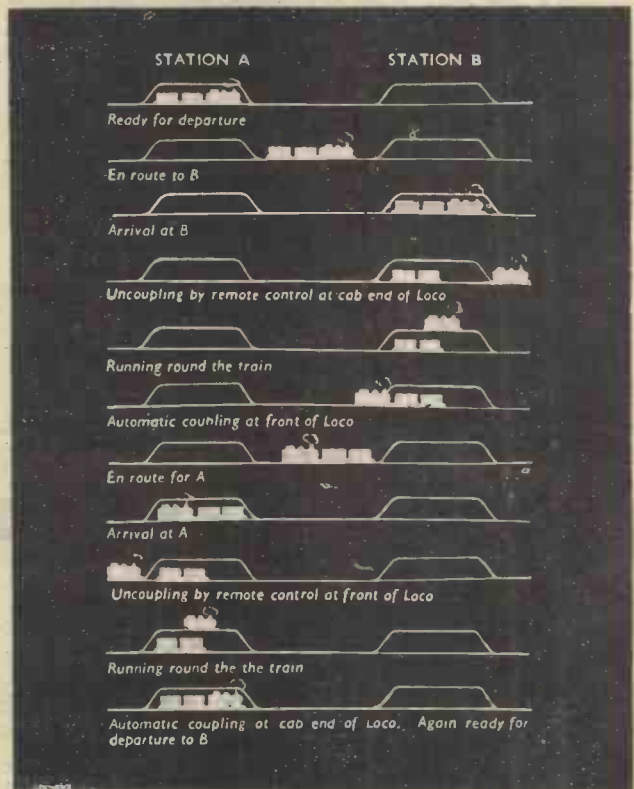 STATION A STATION B
Ready for departure
En route to B
Arrival at B
Uncoupling by remote control at cab end of Loco
Running round the train
Automatic coupling at front of Loco
En route for A
Arrival at A
Uncoupling by remote control at front of Loco
Running round the the train
Automatic coupling at cab end of Loco. Again ready for
departure to B